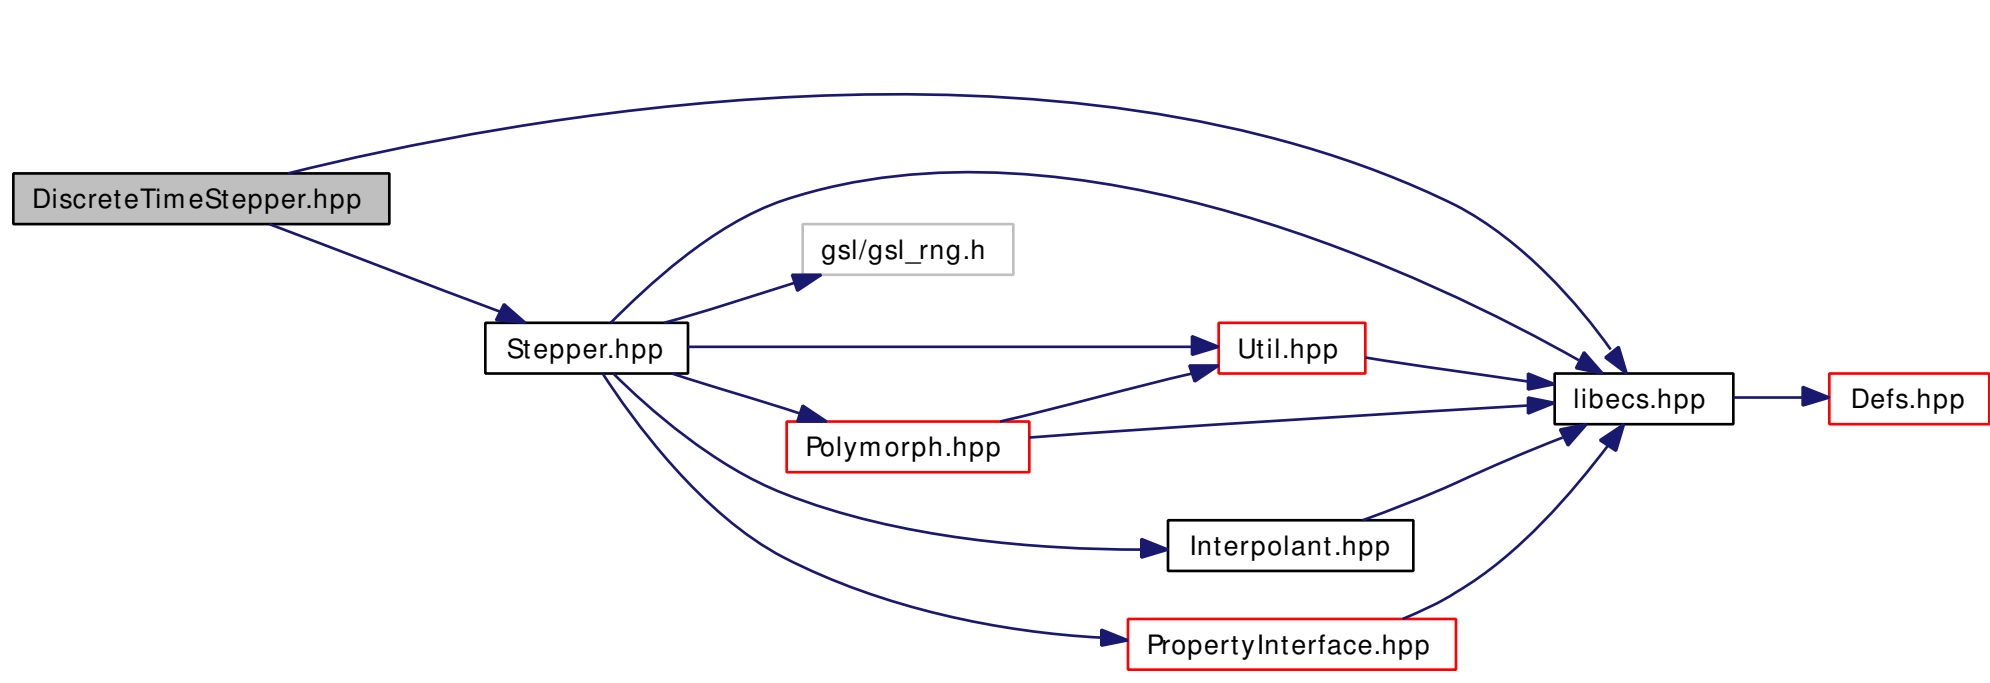 DiscreteTimeStepper.hpp
gsl/gsl_rng.h
Stepper.hpp
Util.hpp
libecs.hpp
Defs.hpp
Polymorph.hpp
Interpolant.hpp
PropertyInterface.hpp